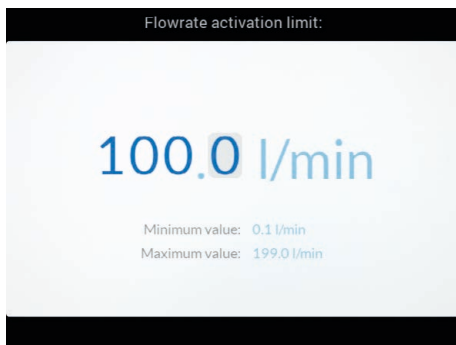 Flowrate activation limit:
100.0 l/min
Minimum value: 0.1 l/min
Maximum value: 199.0 l/min